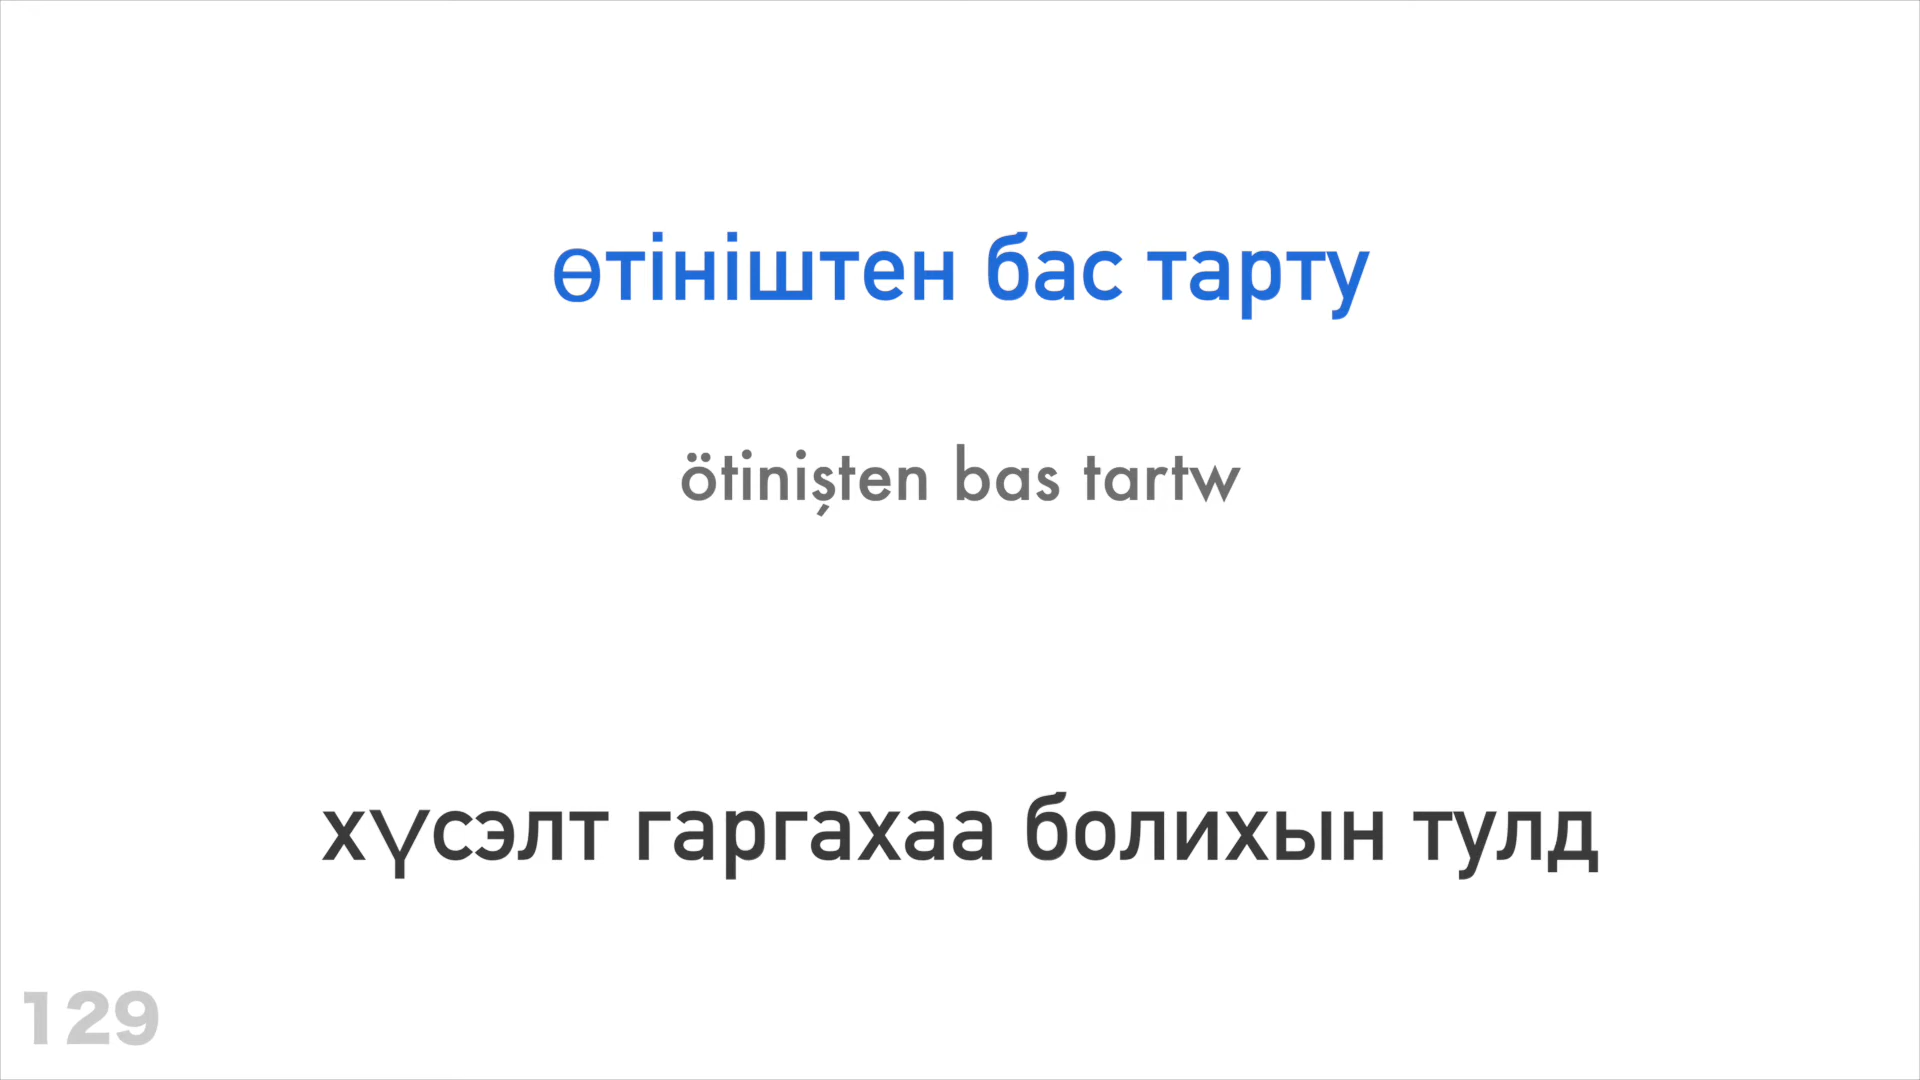 өтініштен бас тарту
ötinişten bas tartw
хүсэлт гаргахаа болихын тулд
129